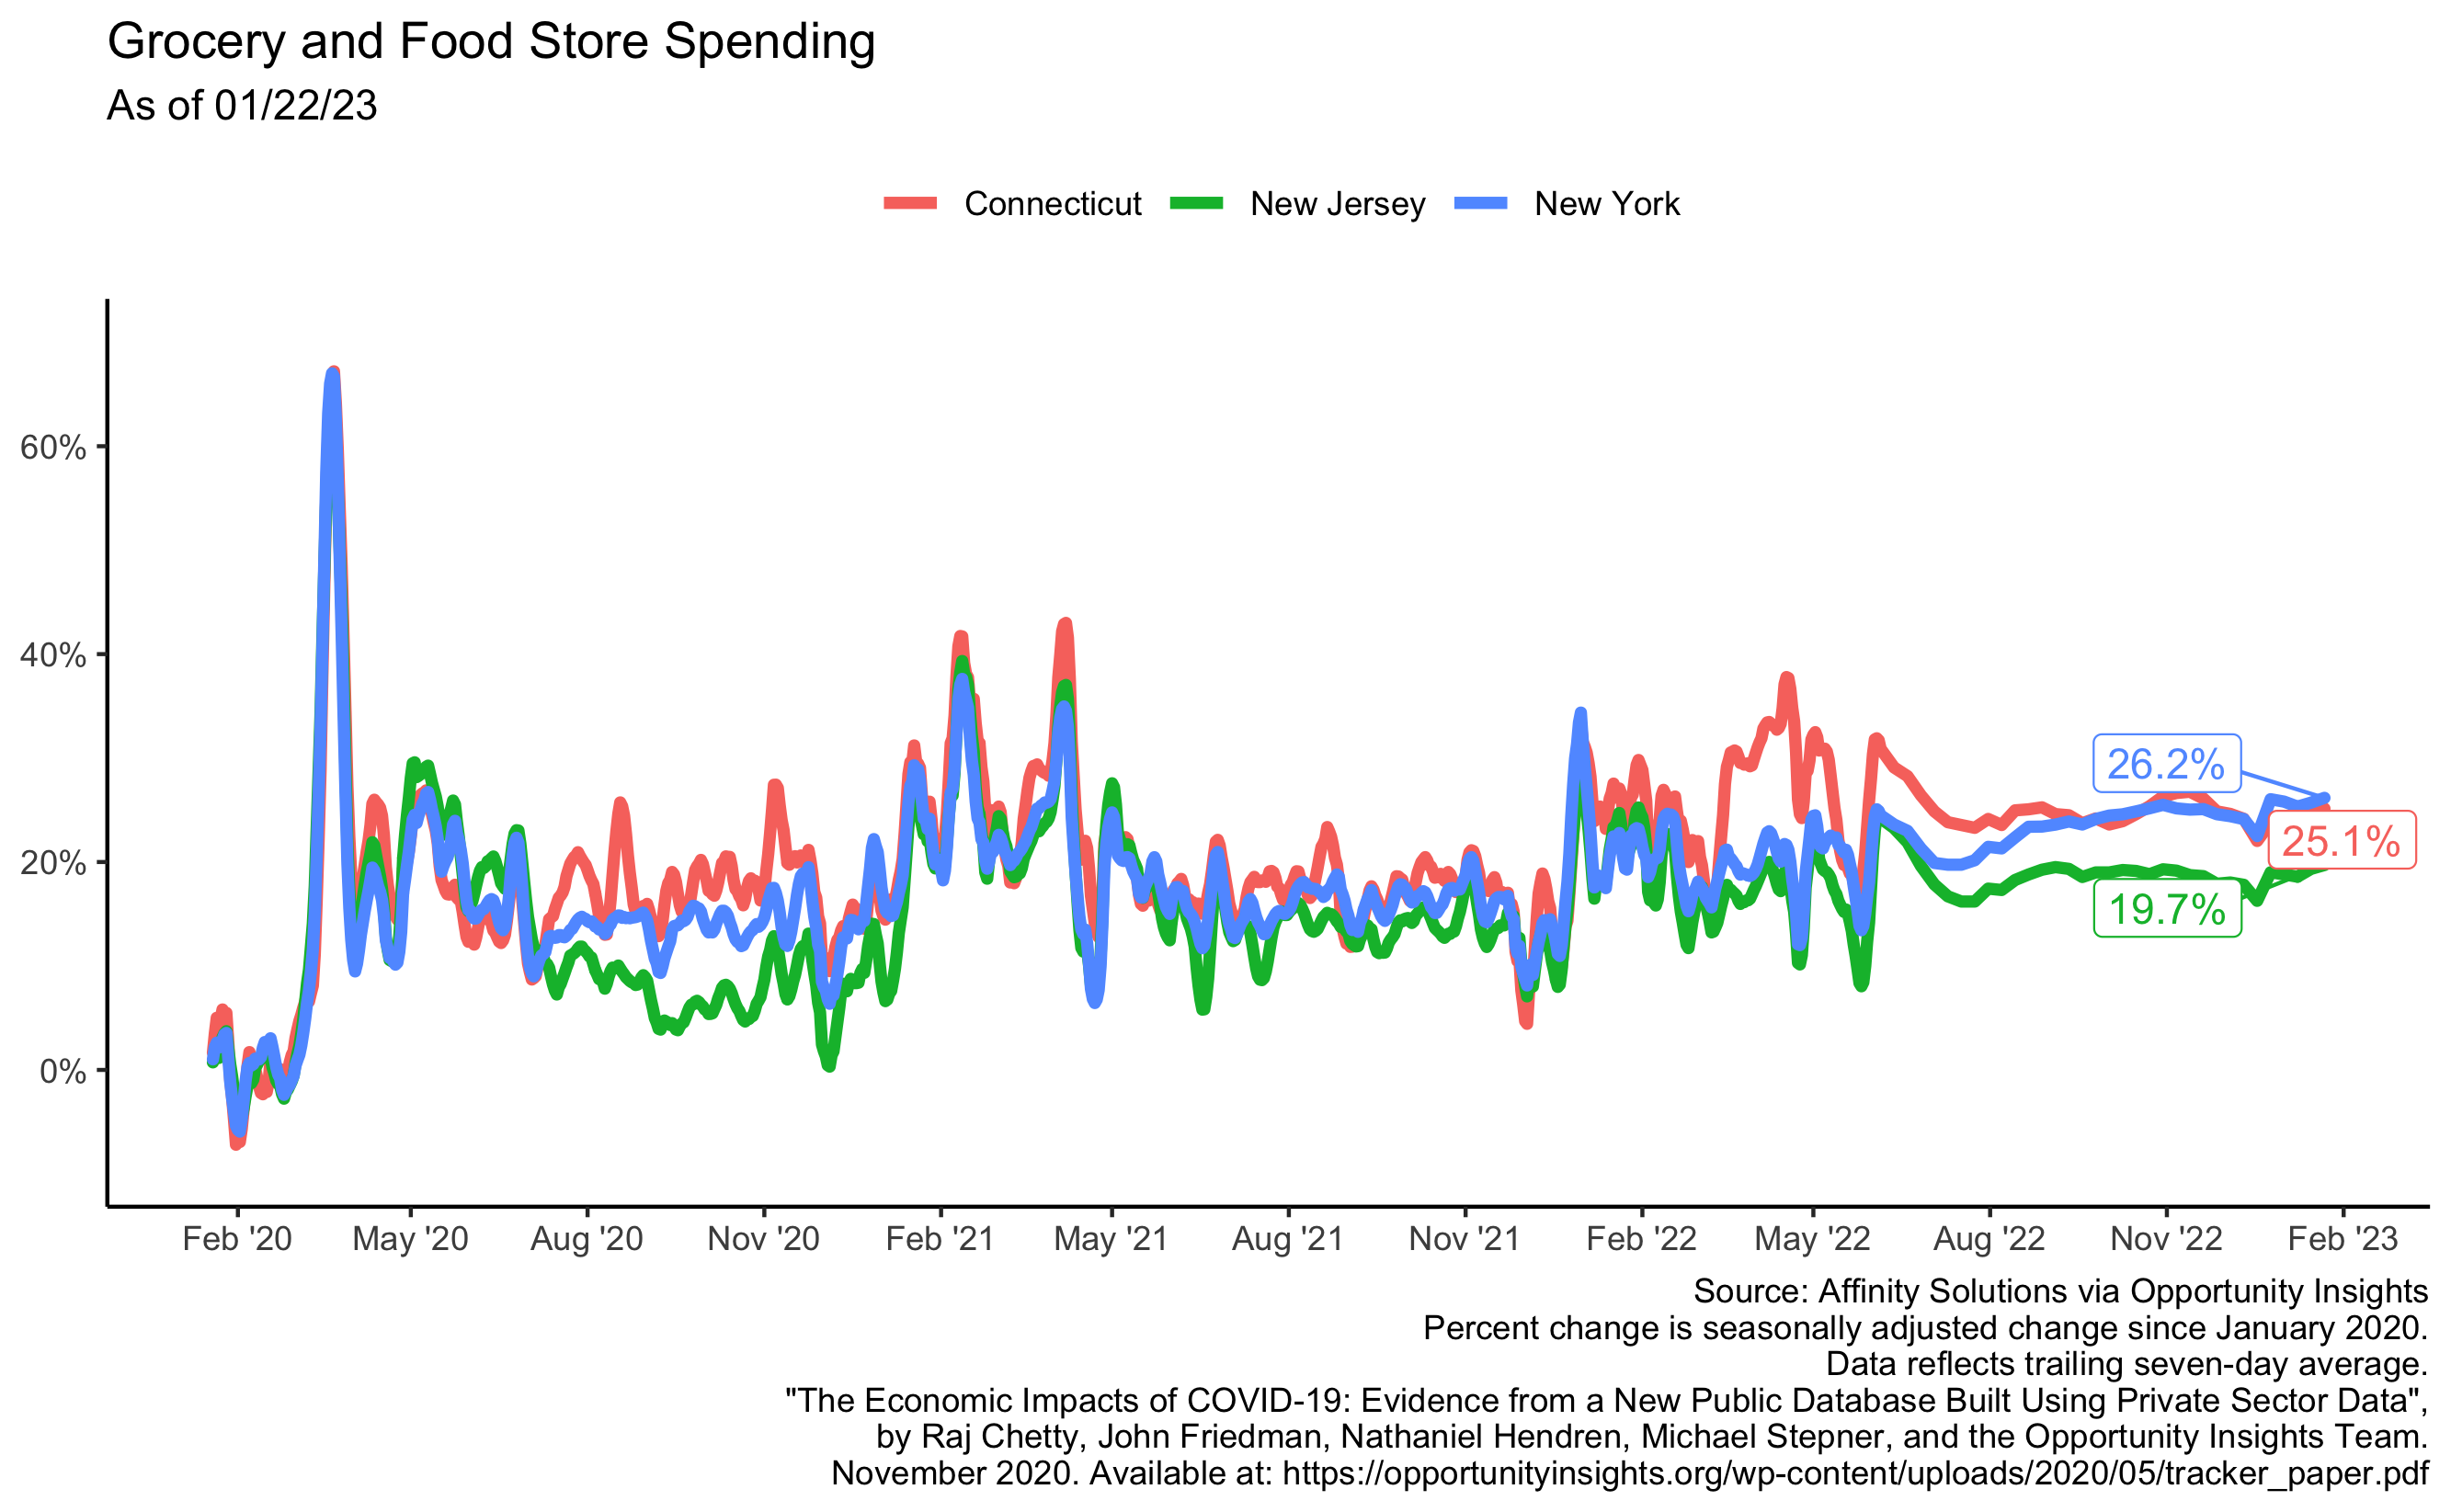 Grocery and Food Store Spending
As of 01/22/23
Connecticut New Jersey New York
60%
40%
20%
0%
26.2%
25.1%
19.7%
Feb '20 May '20 Aug '20 Nov '20 Feb '21 May '21 Aug '21 Nov '21 Feb '22 May '22 Aug '22 Nov '22 Feb '23
Source: Affinity Solutions via Opportunity Insights
Percent change is seasonally adjusted change since January 2020.
Data reflects trailing seven-day average.
"The Economic Impacts of COVID-19: Evidence from a New Public Database Built Using Private Sector Data",
by Raj Chetty, John Friedman, Nathaniel Hendren, Michael Stepner, and the Opportunity Insights Team.
November 2020. Available at: https://opportunityinsights.org/wp-content/uploads/2020/05/tracker_paper.pdf